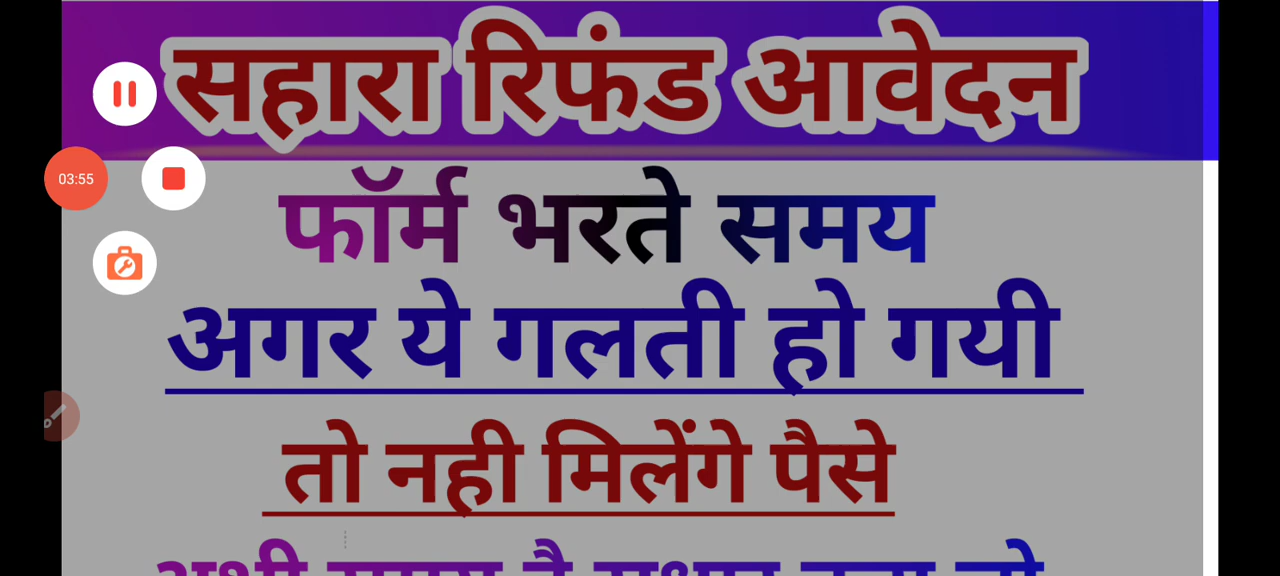 सहारा रिफंड आवेदन
फॉर्म भरते समय
03:55
अगर ये गलती हो गयी
तो नही मिलेंगे पैसे